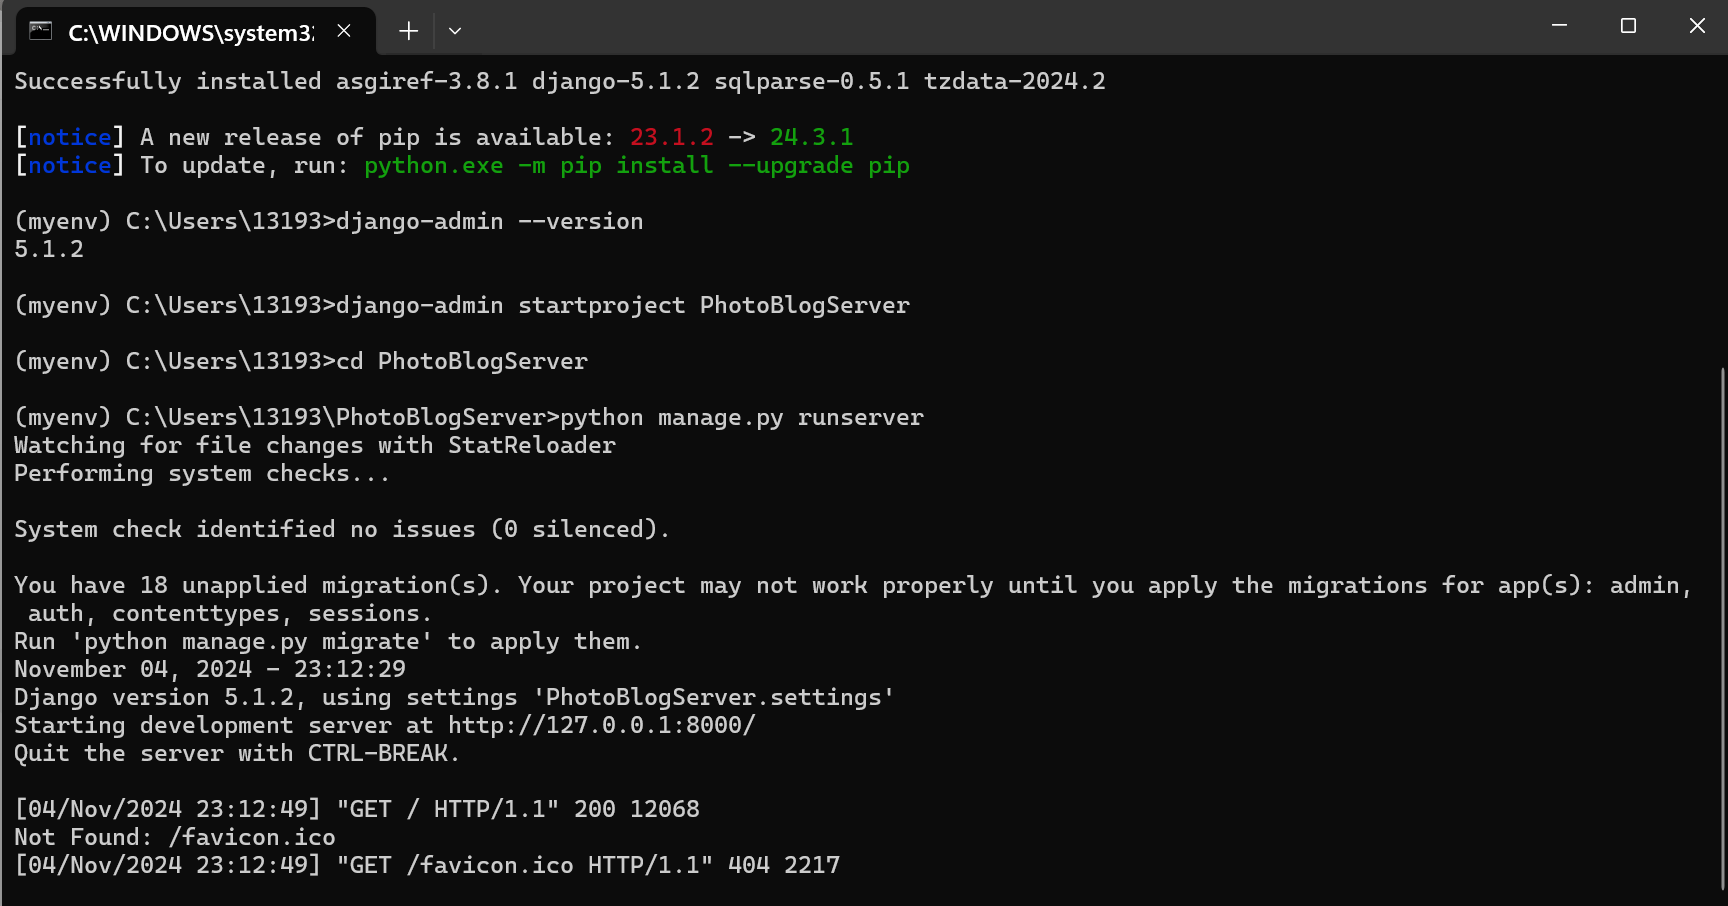 C:\WINDOWS\system32
Successfully installed asgiref-3.8.1 django-5.1.2 sqlparse-0.5.1 tzdata-2024.2
[notice] A new release of pip is available: 23.1.2 -> 24.3.1
[notice] To update, run: python.exe -m pip install --upgrade pip
(myenv) C:\Users\13193>django-admin --version
5.1.2
(myenv) C:\Users\13193>django-admin startproject PhotoBlogServer
(myenv) C:\Users\13193>cd PhotoBlogServer
(myenv) C:\Users\13193\PhotoBlogServer>python manage.py runserver
Watching for file changes with StatReloader
Performing system checks...
System check identified no issues (0 silenced).
You have 18 unapplied migration(s). Your project may not work properly until you apply the migrations for app(s): admin,
auth, contenttypes, sessions.
Run 'python manage.py migrate' to apply them.
November 04, 2024 - 23:12:29
Django version 5.1.2, using settings 'PhotoBlogServer.settings'
Starting development server at http://127.0.0.1:8000/
Quit the server with CTRL-BREAK.
[04/Nov/2024 23:12:49] "GET / HTTP/1.1" 200 12068
Not Found: /favicon.ico
[04/Nov/2024 23:12:49] "GET /favicon.ico HTTP/1.1" 404 2217